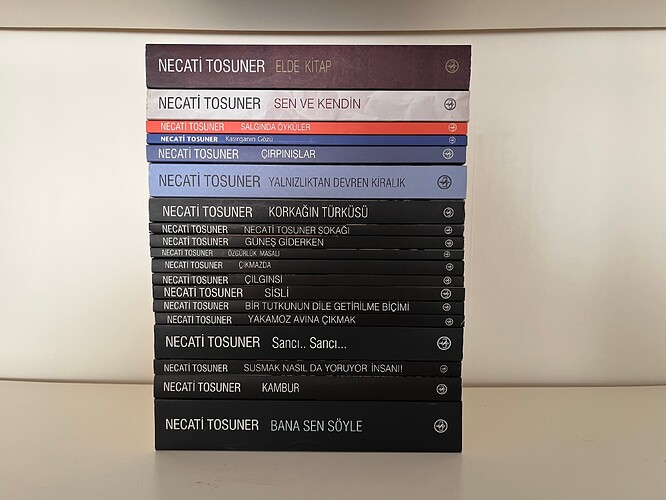 NECATİ TOSUNER ELDE KİTAP
NECATİ TOSUNER SEN VE KENDİN
NECATİ TOSUNER SALGINDA ÖYKÜLER
NECATİ TOSUNER Kasırganın Gözü
NECATİ TOSUNER ÇIRPINIŞLAR
NECATİ TOSUNER YALNIZLIKTAN DEVREN KİRALIK
NECATİ TOSUNER KORKAĞIN TÜRKÜSÜ
NECATİ TOSUNER NECATİ TOSUNER SOKAĞI
NECATİ TOSUNER GÜNEŞ GİDERKEN
NECATİ TOSUNER ÖZGÜRLÜK MASALI
NECATİ TOSUNER ÇIKMAZDA
NECATİ TOSUNER ÇILGINSI
NECATİ TOSUNER SİSLİ
NECATİ TOSUNER BİR TUTKUNUN DİLE GETİRİLME BİÇİMİ
NECATİ TOSUNER YAKAMOZ AVINA ÇIKMAK
NECATİ TOSUNER Sancı.. Sancı...
NECATİ TOSUNER SUSMAK NASIL DA YORUYOR İNSANI!
NECATİ TOSUNER KAMBUR
NECATİ TOSUNER BANA SEN SÖYLE